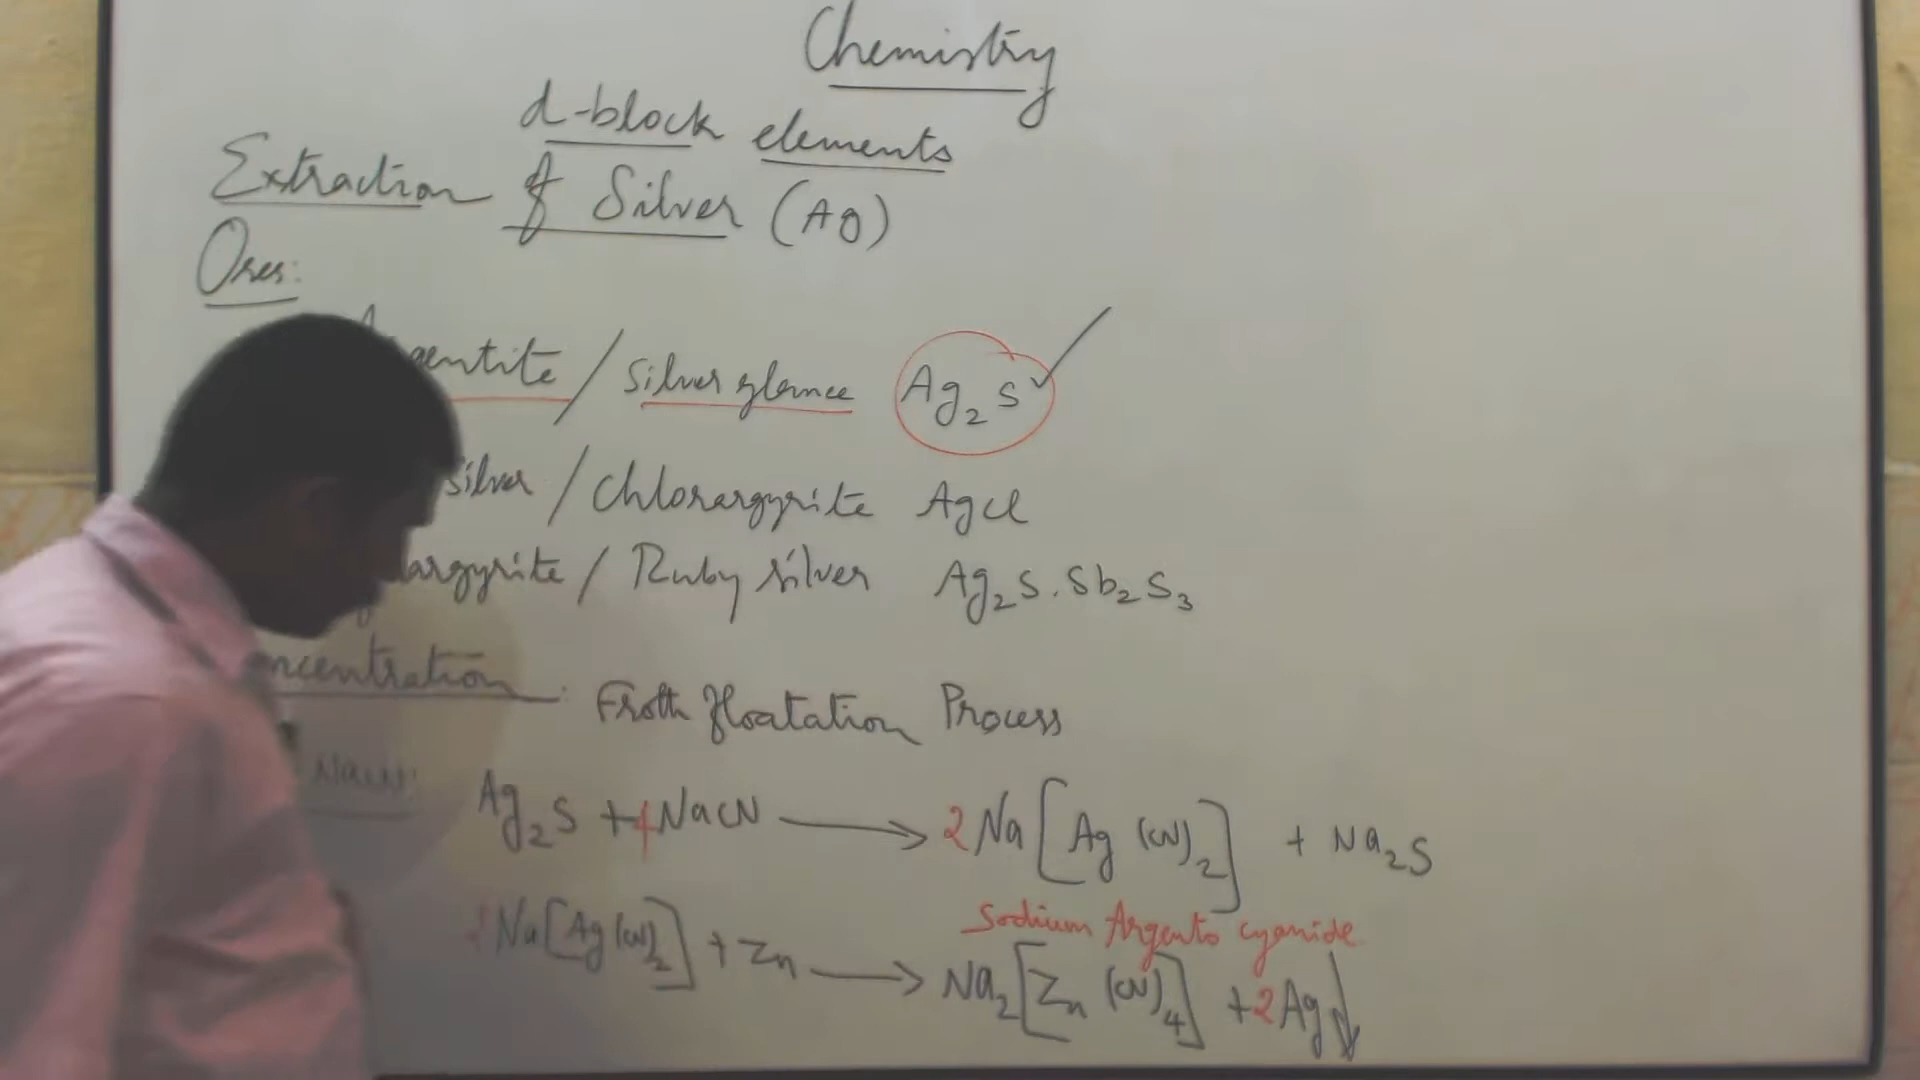 Chemistry
d-block elements
Extraction of Silver (Ag)
Ores:
Argentite / Silver glance Ag₂S ✓
silver / Chlorargyrite AgCl
argyrite / Ruby silver Ag₂S.Sb₂S₃
ncentration : Froth floatation Process
NaCN: Ag₂S + 4NaCN → 2Na[Ag(CN)₂] + Na₂S
Sodium Argento cyanide
Na[Ag(CN)₂] + Zn → Na₂[Zn(CN)₄] + 2Ag↓